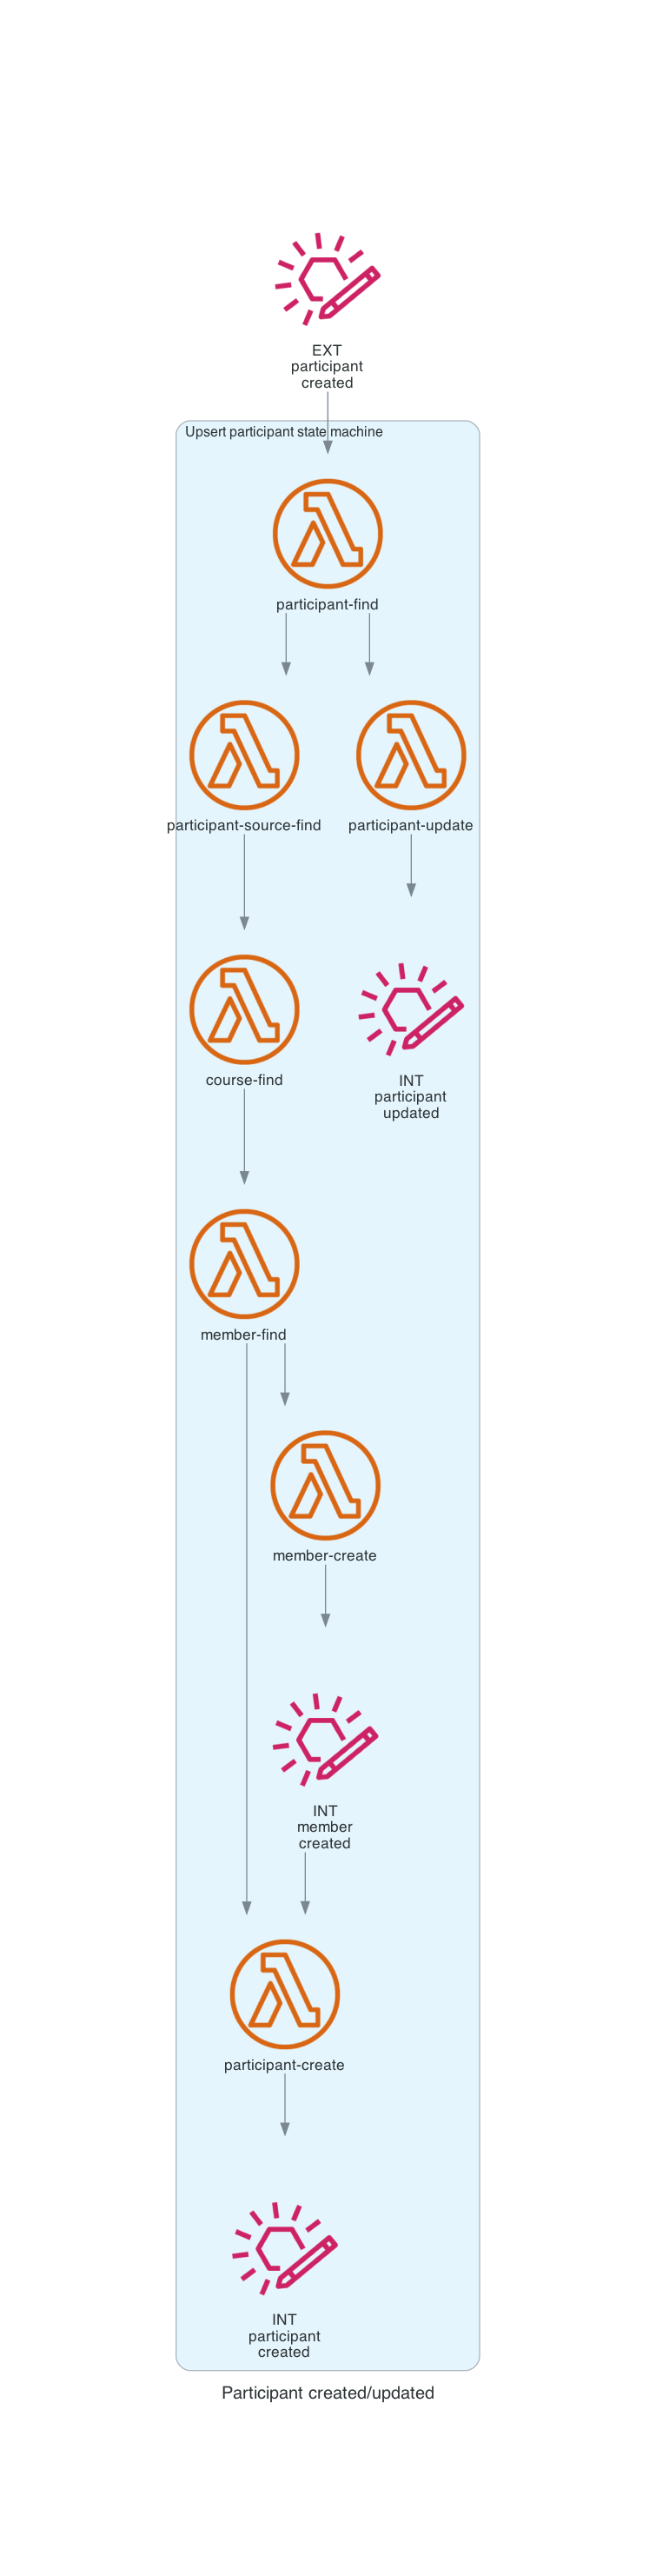 EXT
participant
created
Upsert participant state machine
participant-find
participant-source-find
participant-update
course-find
INT
participant
updated
member-find
member-create
INT
member
created
participant-create
INT
participant
created
Participant created/updated